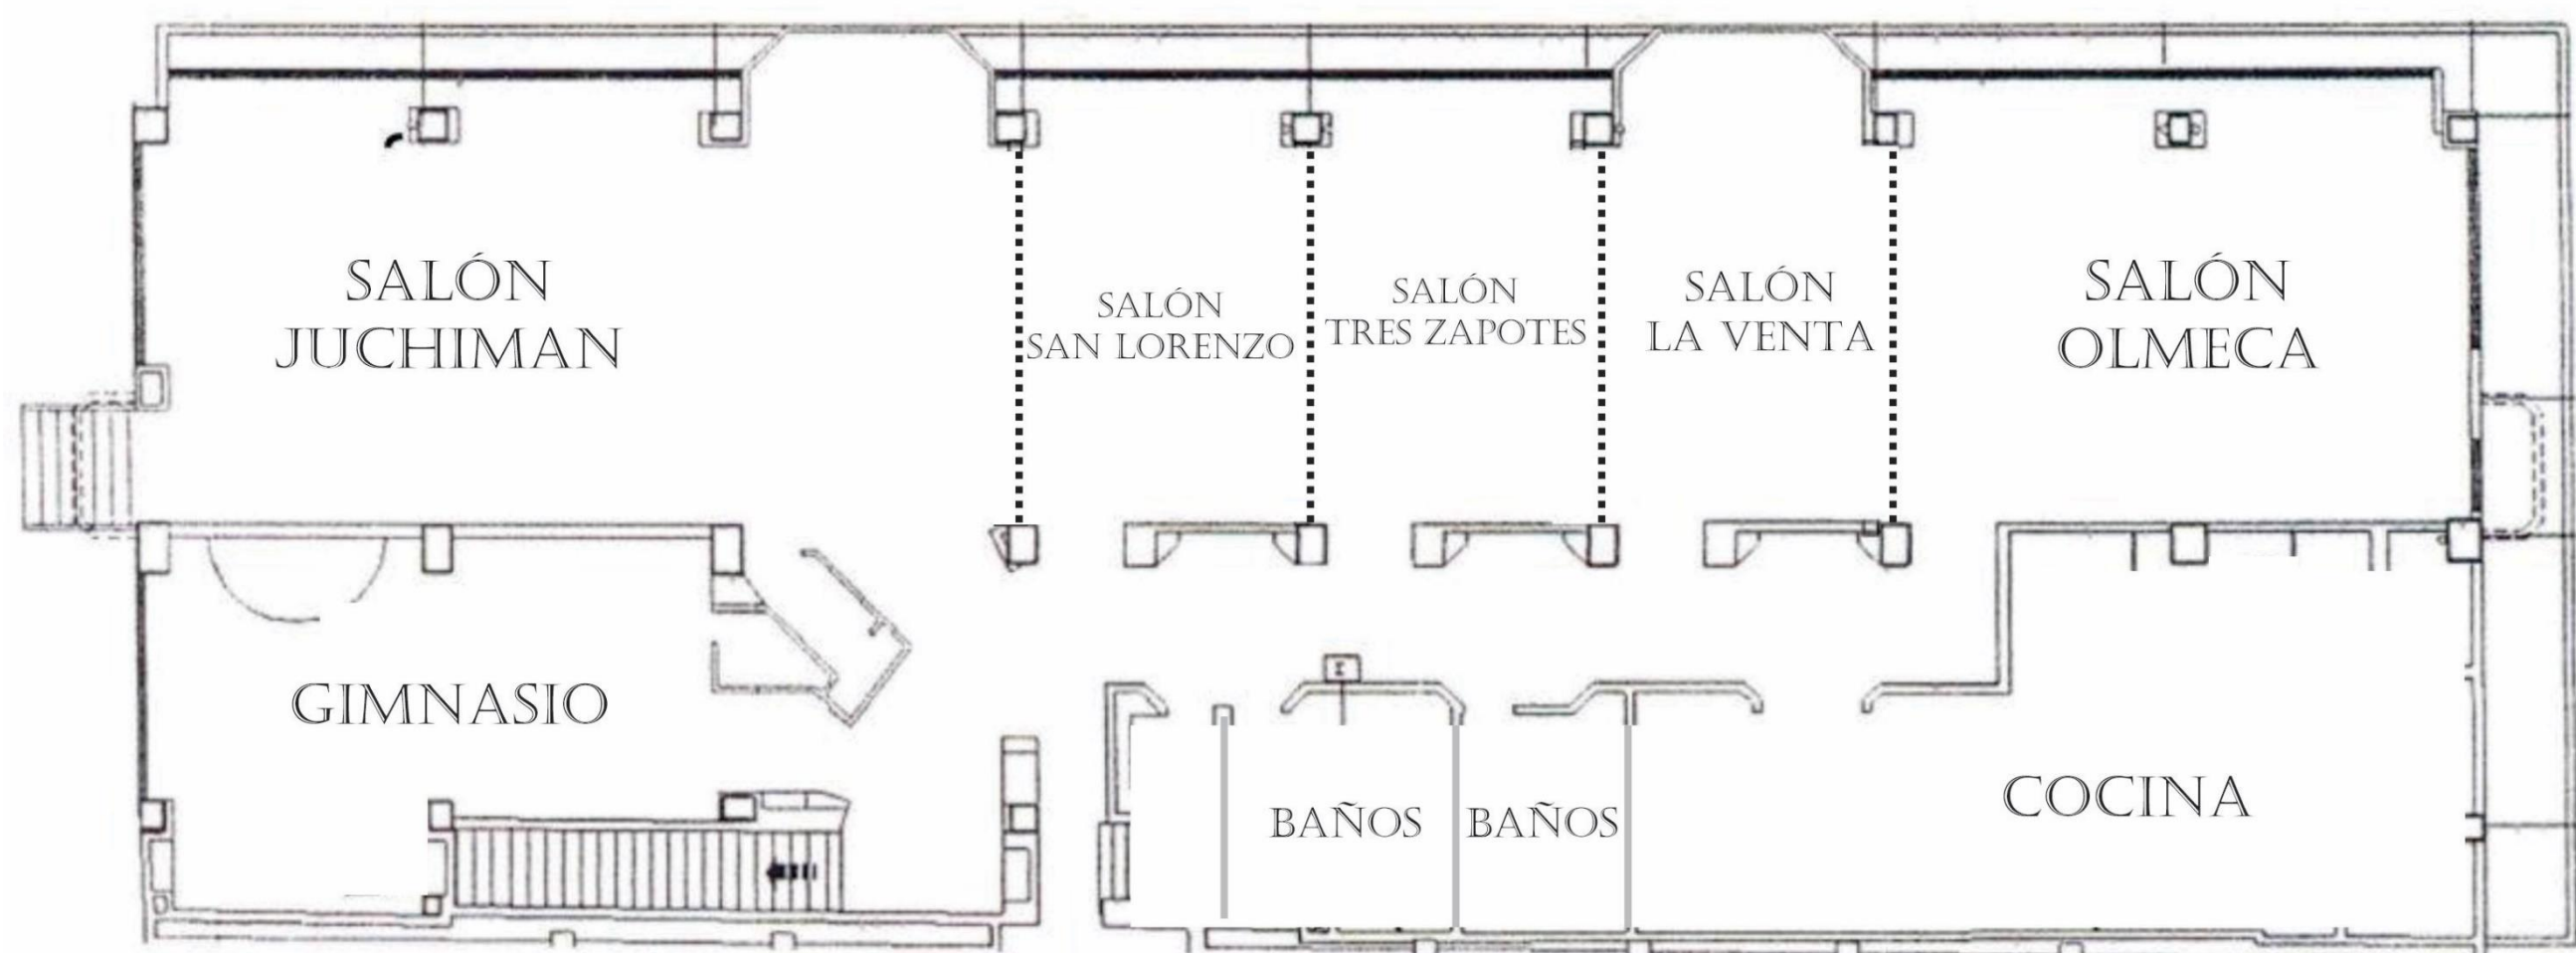 SALÓN
JUCHIMAN
SALÓN
SAN LORENZO
SALÓN
TRES ZAPOTES
SALÓN
LA VENTA
SALÓN
OLMECA
GIMNASIO
BAÑOS
BAÑOS
COCINA